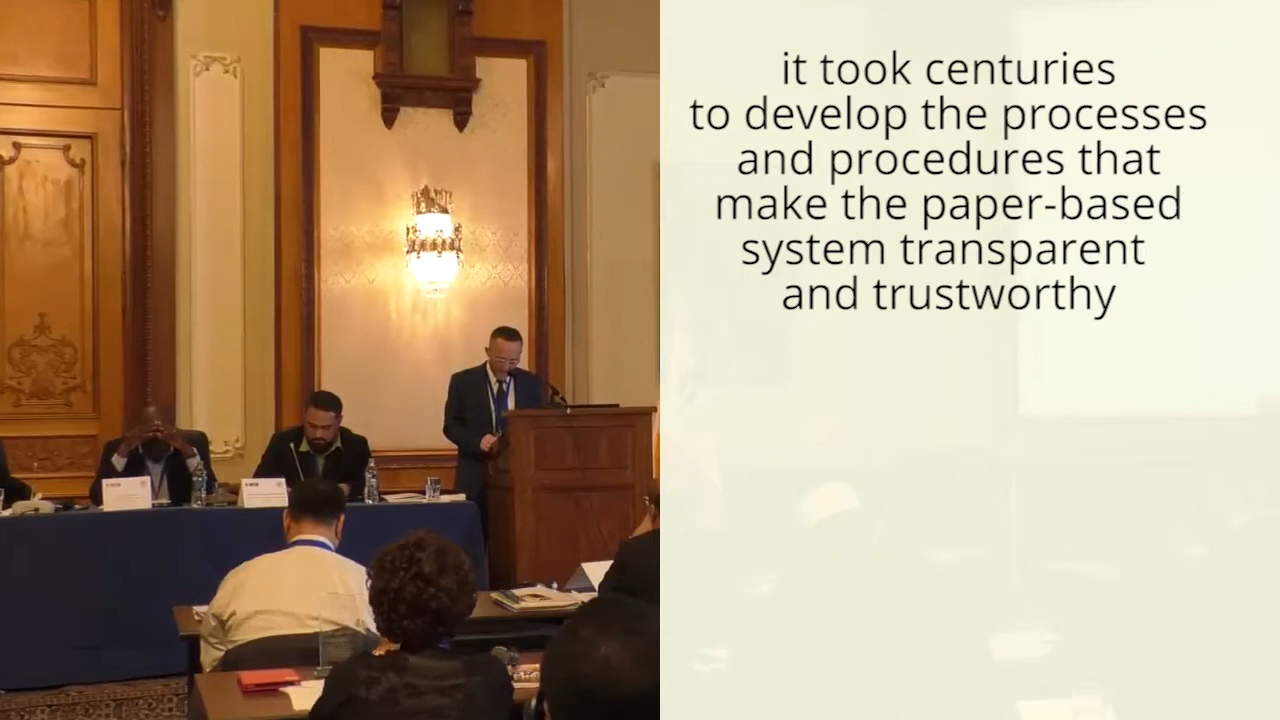 it took centuries
to develop the processes
and procedures that
make the paper-based
system transparent
and trustworthy